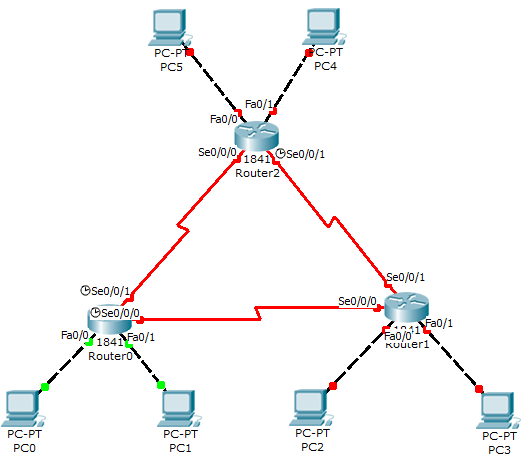 PC-PT
PC5
PC-PT
PC4
Fa0/1
Fa0/0
Se0/0/0
Se0/0/1
1841
Router2
Se0/0/1
Se0/0/1
Se0/0/0
Se0/0/0
Fa0/0
Fa0/1
1841
Router0
Fa0/1
1841
Fa0/0
Router1
PC-PT
PC0
PC-PT
PC1
PC-PT
PC2
PC-PT
PC3